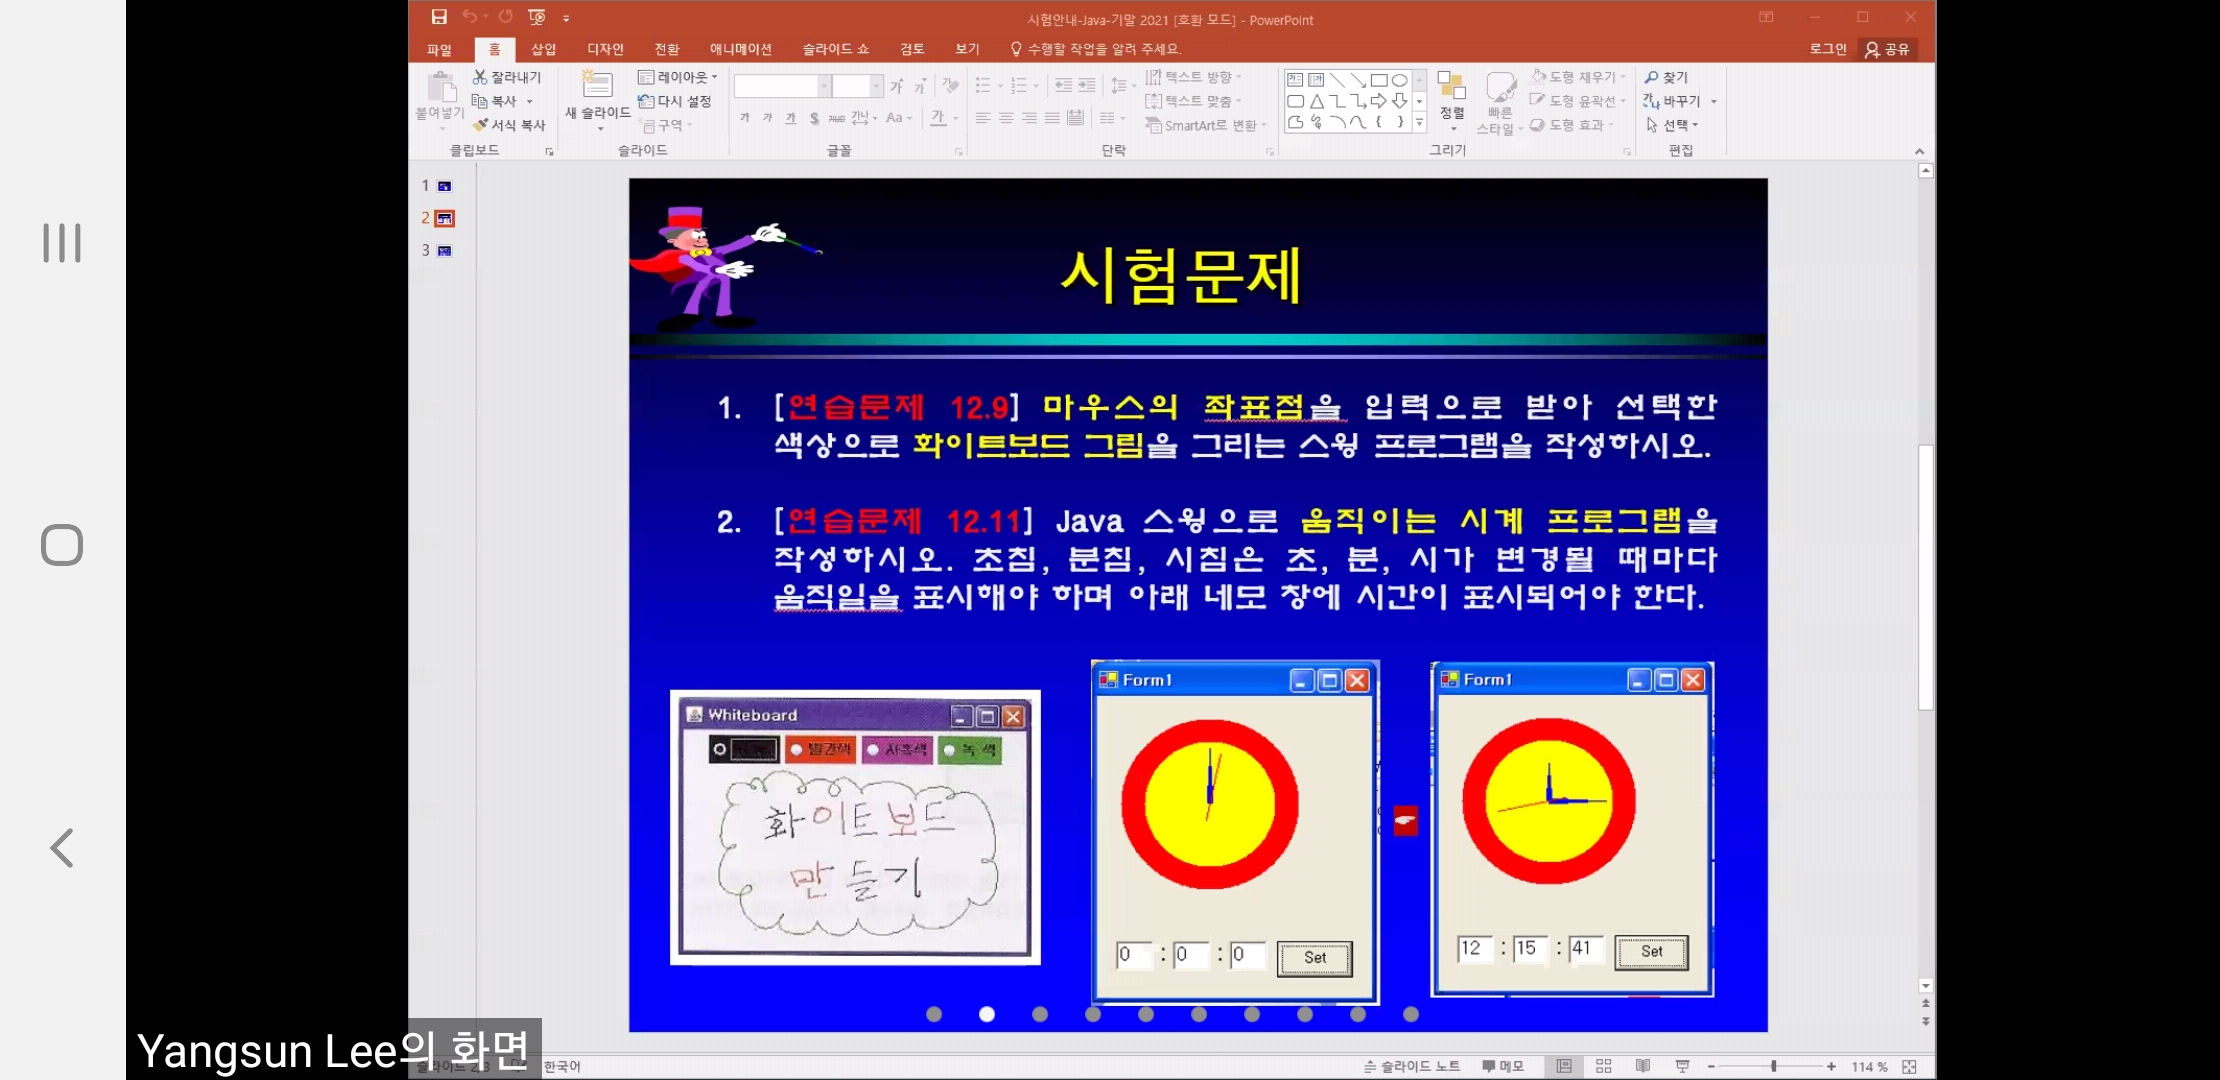 시험안내-Java-기말 2021 [호환 모드] - PowerPoint
파일 홈 삽입 디자인 전환 애니메이션 슬라이드 쇼 검토 보기 수행할 작업을 알려 주세요. 로그인 공유
잘라내기
복사
서식 복사
붙여넣기
클립보드
새 슬라이드
레이아웃
다시 설정
구역
슬라이드
가 가 가 S abc 간낫 Aa 가
글꼴
텍스트 방향
텍스트 맞춤
SmartArt로 변환
단락
정렬
빠른
스타일
도형 채우기
도형 윤곽선
도형 효과
그리기
찾기
바꾸기
선택
편집
1
2
3
시험문제
1. [연습문제 12.9] 마우스의 좌표점을 입력으로 받아 선택한
색상으로 화이트보드 그림을 그리는 스윙 프로그램을 작성하시오.
2. [연습문제 12.11] Java 스윙으로 움직이는 시계 프로그램을
작성하시오. 초침, 분침, 시침은 초, 분, 시가 변경될 때마다
움직일을 표시해야 하며 아래 네모 창에 시간이 표시되어야 한다.
Whiteboard
빨간색 자홍색 녹 색
화이트보드
만들기
Form1
0 : 0 : 0 Set
Form1
12 : 15 : 41 Set
Yangsun Lee의 화면
한국어
슬라이드 노트 메모 114 %